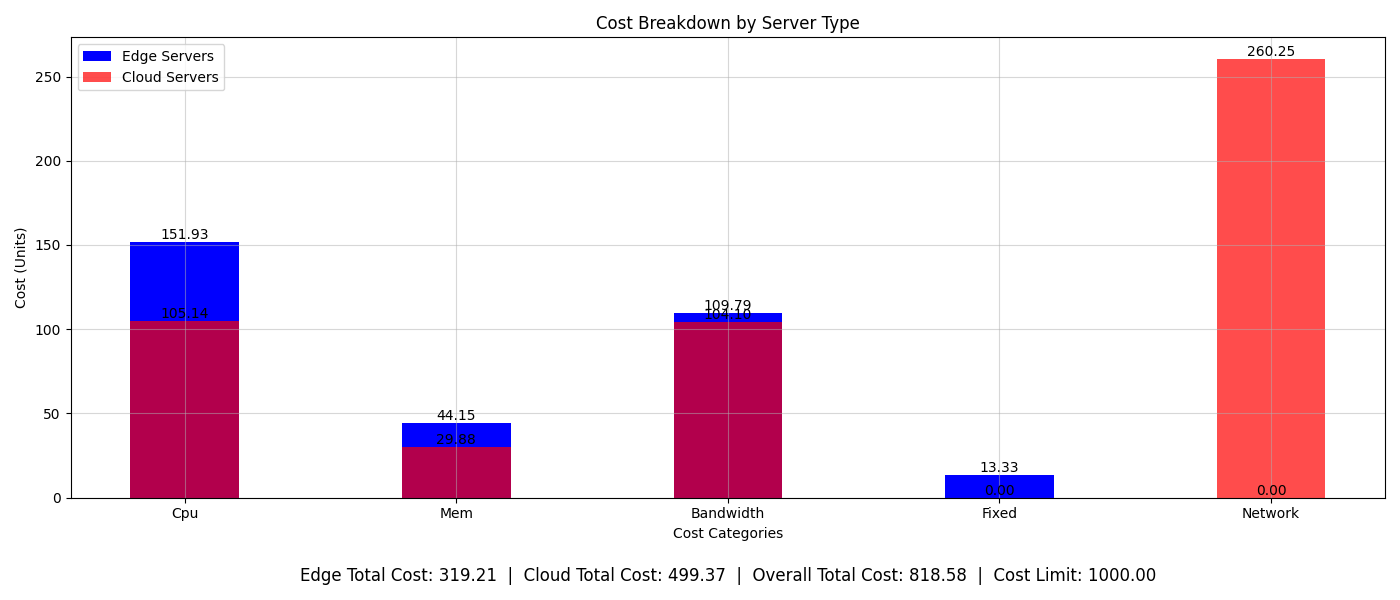 Cost Breakdown by Server Type
Edge Servers
Cloud Servers
Cost (Units)
250
200
150
100
50
0
151.93
105.14
44.15
29.88
109.79
104.10
13.33
0.00
260.25
0.00
Cpu
Mem
Bandwidth
Fixed
Network
Cost Categories
Edge Total Cost: 319.21 | Cloud Total Cost: 499.37 | Overall Total Cost: 818.58 | Cost Limit: 1000.00